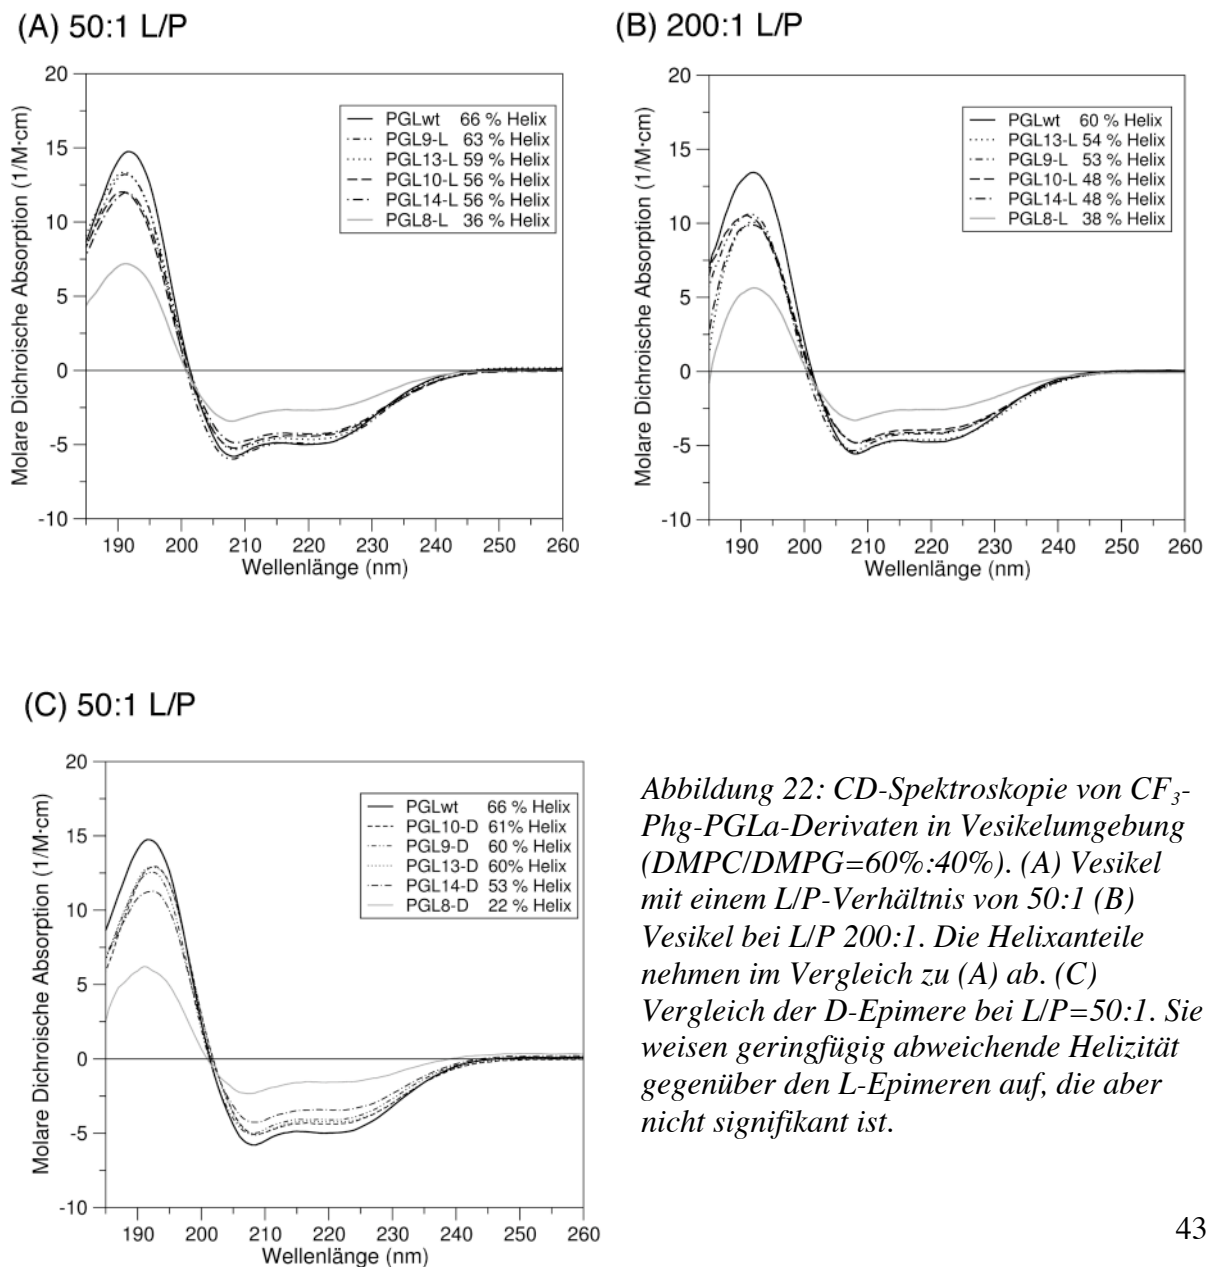 (A) 50:1 L/P
20
15
10
5
0
-5
-10
Molare Dichroische Absorption (1/M·cm)
PGLwt 66 % Helix
PGL9-L 63 % Helix
PGL13-L 59 % Helix
PGL10-L 56 % Helix
PGL14-L 56 % Helix
PGL8-L 36 % Helix
190 200 210 220 230 240 250 260
Wellenlänge (nm)
(B) 200:1 L/P
20
15
10
5
0
-5
-10
Molare Dichroische Absorption (1/M·cm)
PGLwt 60 % Helix
PGL13-L 54 % Helix
PGL9-L 53 % Helix
PGL10-L 48 % Helix
PGL14-L 48 % Helix
PGL8-L 38 % Helix
190 200 210 220 230 240 250 260
Wellenlänge (nm)
(C) 50:1 L/P
20
15
10
5
0
-5
-10
Molare Dichroische Absorption (1/M·cm)
PGLwt 66 % Helix
PGL10-D 61% Helix
PGL9-D 60 % Helix
PGL13-D 60% Helix
PGL14-D 53 % Helix
PGL8-D 22 % Helix
190 200 210 220 230 240 250 260
Wellenlänge (nm)
Abbildung 22: CD-Spektroskopie von CF₃-
Phg-PGLa-Derivaten in Vesikelumgebung
(DMPC/DMPG=60%:40%). (A) Vesikel
mit einem L/P-Verhältnis von 50:1 (B)
Vesikel bei L/P 200:1. Die Helixanteile
nehmen im Vergleich zu (A) ab. (C)
Vergleich der D-Epimere bei L/P=50:1. Sie
weisen geringfügig abweichende Helizität
gegenüber den L-Epimeren auf, die aber
nicht signifikant ist.
43